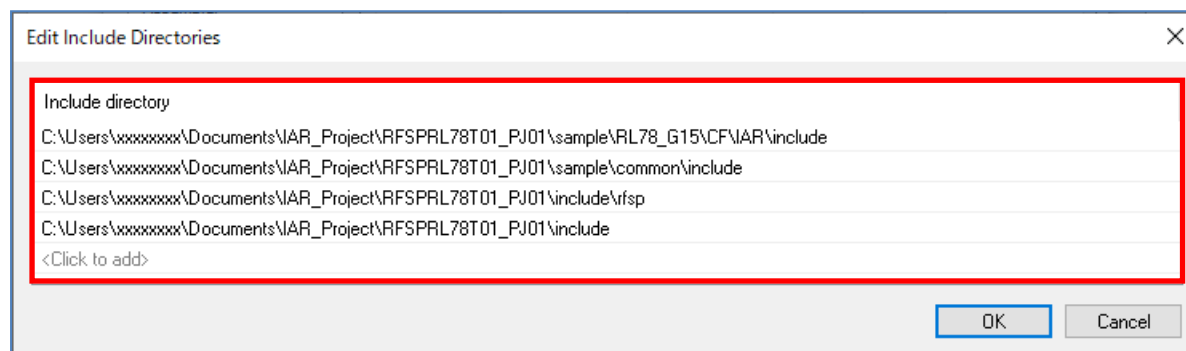 Edit Include Directories
Include directory
C:\Users\xxxxxxxx\Documents\IAR_Project\RFSPRL78T01_PJ01\sample\RL78_G15\CF\IAR\include
C:\Users\xxxxxxxx\Documents\IAR_Project\RFSPRL78T01_PJ01\sample\common\include
C:\Users\xxxxxxxx\Documents\IAR_Project\RFSPRL78T01_PJ01\include\rfsp
C:\Users\xxxxxxxx\Documents\IAR_Project\RFSPRL78T01_PJ01\include
<Click to add>
OK Cancel